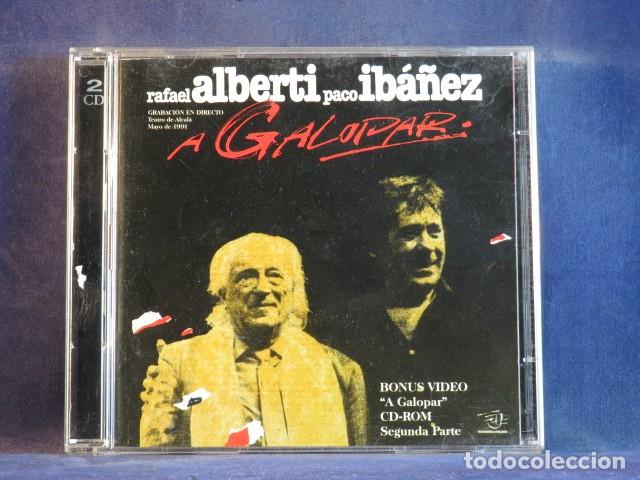 2
CD
rafael alberti paco ibáñez
GRABACIÓN EN DIRECTO
Teatro de Alcalá
Mayo de 1991
A GALOPAR:
BONUS VIDEO
“A Galopar”
CD-ROM
Segunda Parte
todocoleccion.net